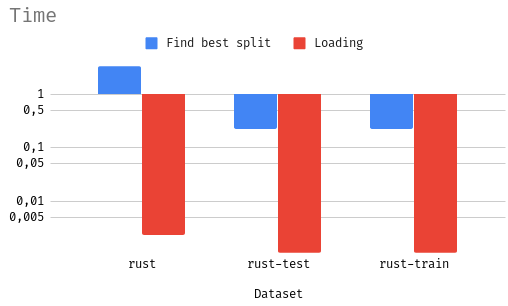 Time
Find best split
Loading
1
0,5
0,1
0,05
0,01
0,005
rust
rust-test
rust-train
Dataset